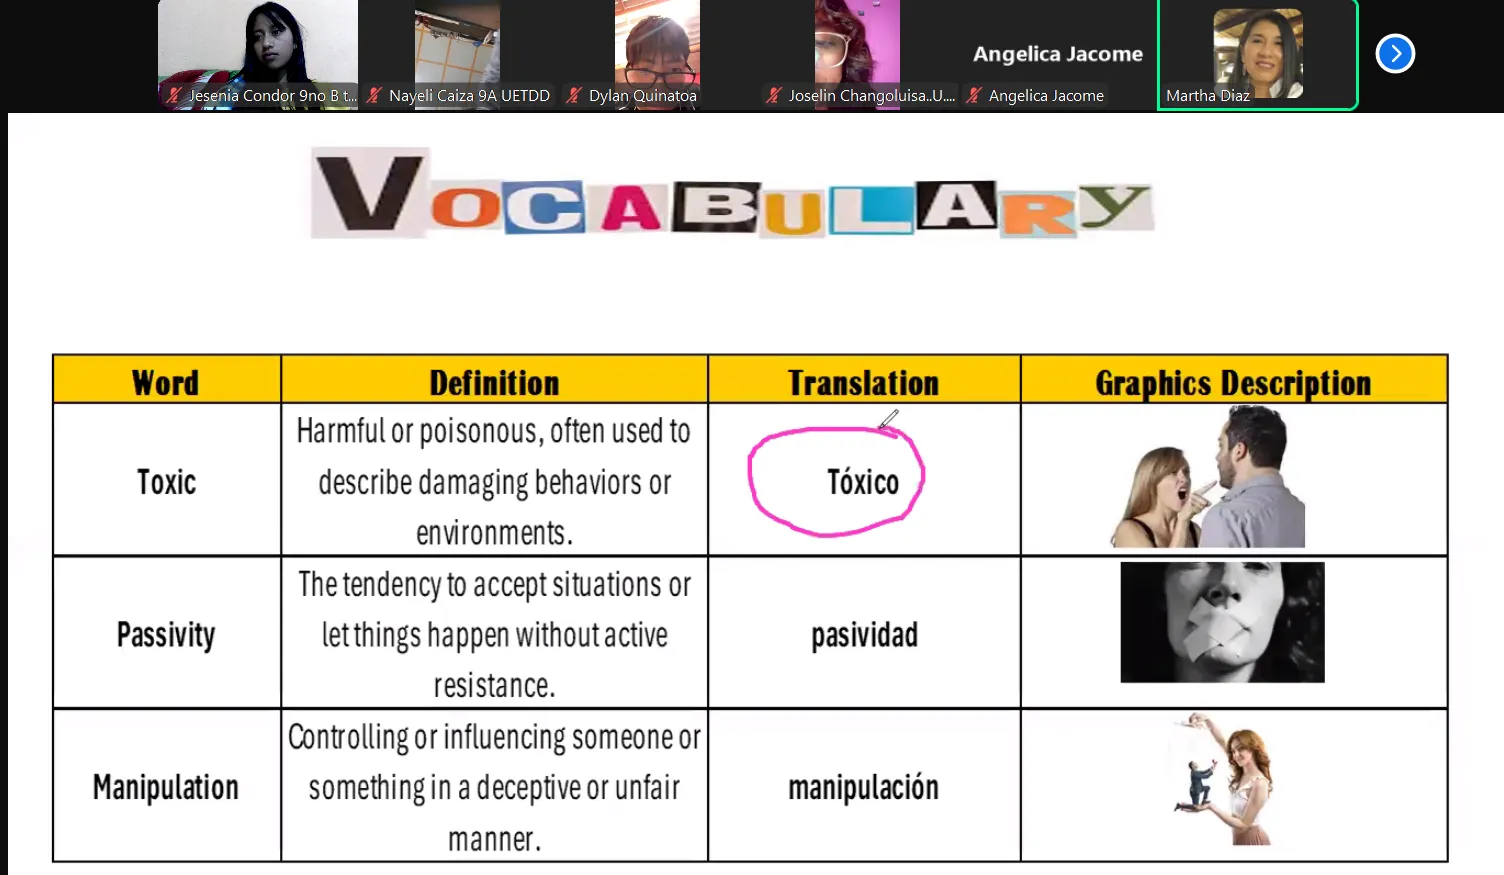 Angelica Jacome
Jesenia Condor 9no B t...
Nayeli Caiza 9A UETDD
Dylan Quinatoa
Joselin Changoluisa..U....
Angelica Jacome
Martha Diaz
VOCABULARY
Word
Definition
Translation
Graphics Description
Toxic
Harmful or poisonous, often used to
describe damaging behaviors or
environments.
Tóxico
Passivity
The tendency to accept situations or
let things happen without active
resistance.
pasividad
Manipulation
Controlling or influencing someone or
something in a deceptive or unfair
manner.
manipulación